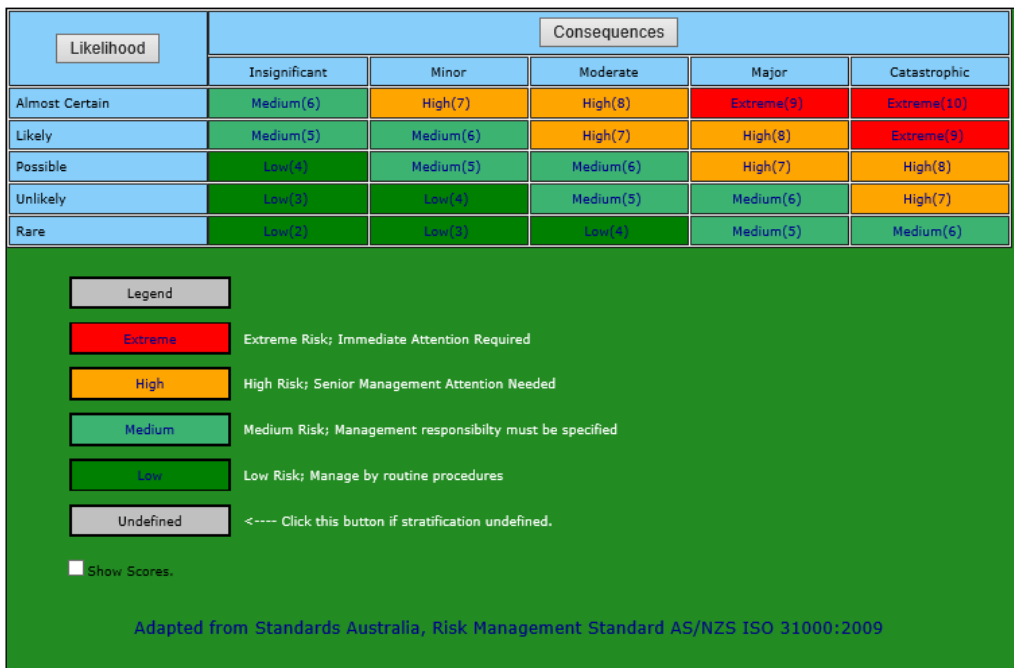 Likelihood Consequences
Insignificant Minor Moderate Major Catastrophic
Almost Certain Medium(6) High(7) High(8) Extreme(9) Extreme(10)
Likely Medium(5) Medium(6) High(7) High(8) Extreme(9)
Possible Low(4) Medium(5) Medium(6) High(7) High(8)
Unlikely Low(3) Low(4) Medium(5) Medium(6) High(7)
Rare Low(2) Low(3) Low(4) Medium(5) Medium(6)
Legend
Extreme Extreme Risk; Immediate Attention Required
High High Risk; Senior Management Attention Needed
Medium Medium Risk; Management responsibilty must be specified
Low Low Risk; Manage by routine procedures
Undefined <---- Click this button if stratification undefined.
Show Scores.
Adapted from Standards Australia, Risk Management Standard AS/NZS ISO 31000:2009